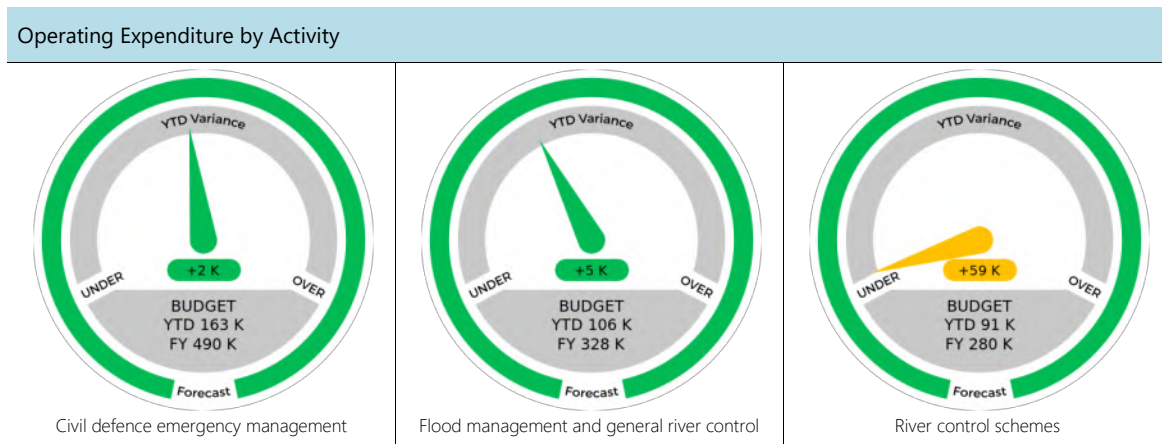 Operating Expenditure by Activity
YTD Variance
UNDER
OVER
+2 K
BUDGET
YTD 163 K
FY 490 K
Forecast
Civil defence emergency management
YTD Variance
UNDER
OVER
+5 K
BUDGET
YTD 106 K
FY 328 K
Forecast
Flood management and general river control
YTD Variance
UNDER
OVER
+59 K
BUDGET
YTD 91 K
FY 280 K
Forecast
River control schemes